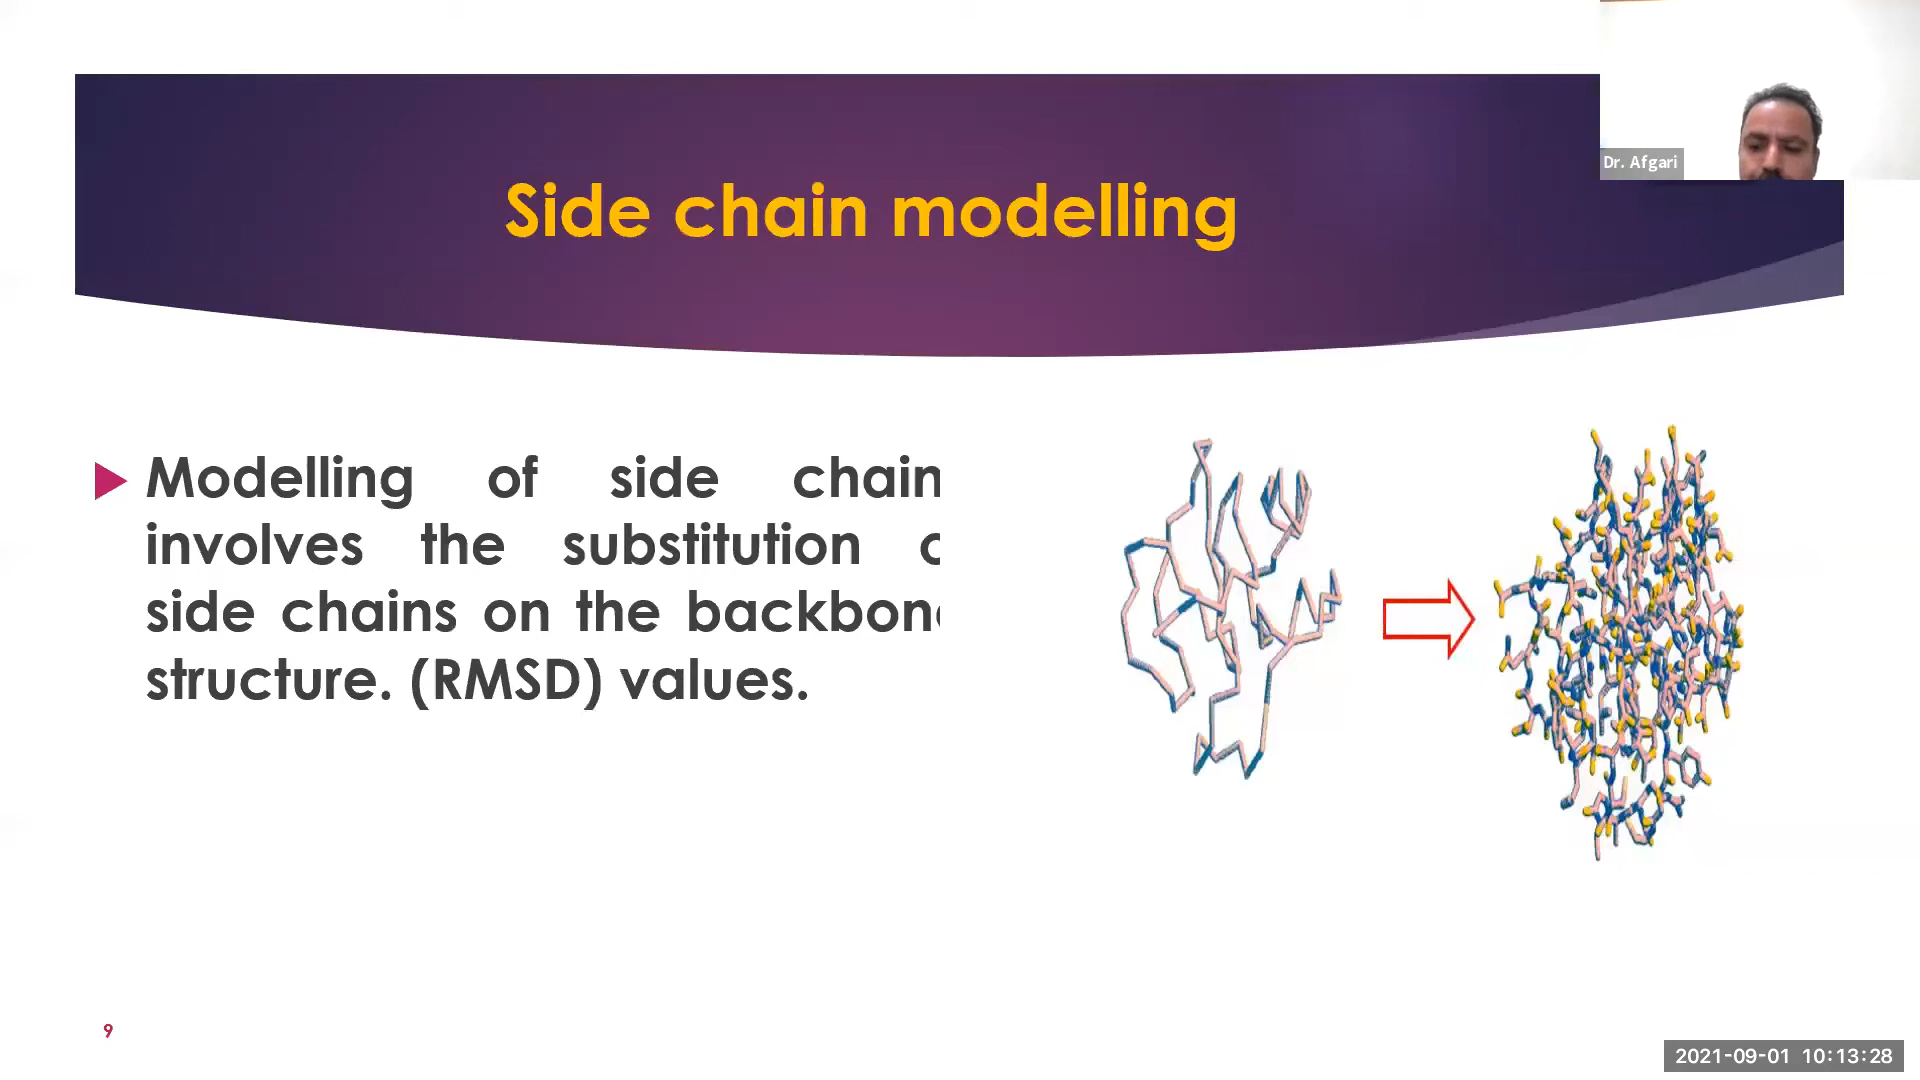 Dr. Afgari
Side chain modelling
Modelling of side chain
involves the substitution
side chains on the backbon
structure. (RMSD) values.
9
2021-09-01 10:13:28